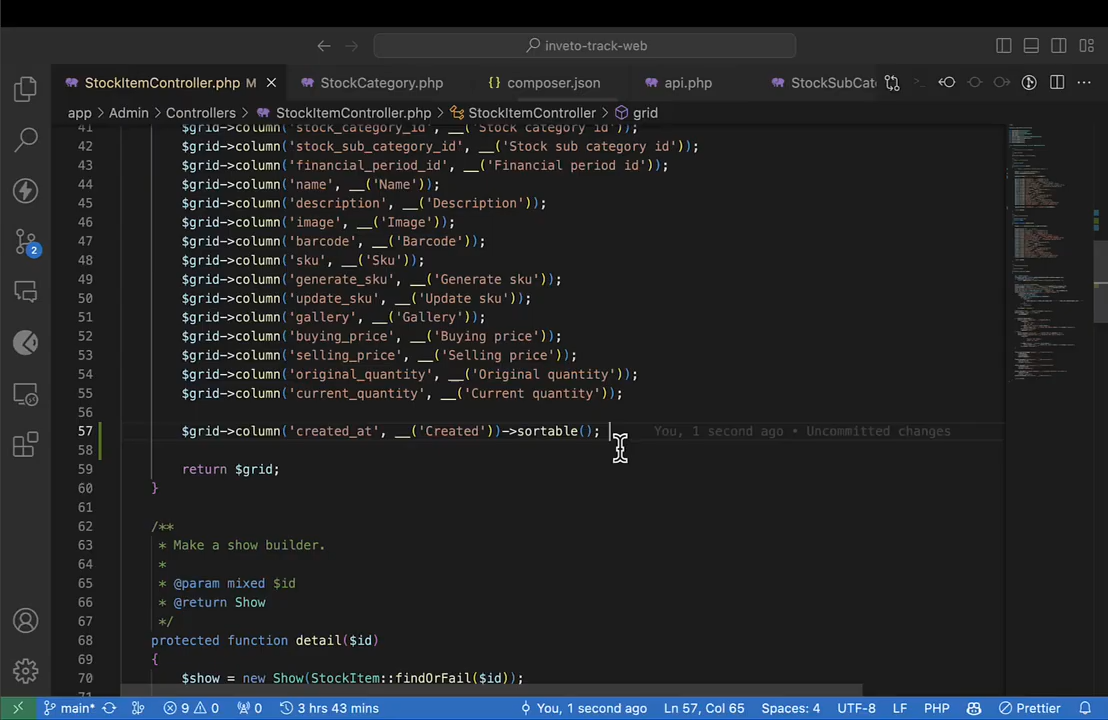 inveto-track-web
StockItemController.php M
StockCategory.php
{} composer.json
api.php
StockSubCat
app > Admin > Controllers > StockItemController.php > StockItemController > grid
41 $grid->column('stock_category_id', __('Stock category id'));
42 $grid->column('stock_sub_category_id', __('Stock sub category id'));
43 $grid->column('financial_period_id', __('Financial period id'));
44 $grid->column('name', __('Name'));
45 $grid->column('description', __('Description'));
46 $grid->column('image', __('Image'));
47 $grid->column('barcode', __('Barcode'));
48 $grid->column('sku', __('Sku'));
49 $grid->column('generate_sku', __('Generate sku'));
50 $grid->column('update_sku', __('Update sku'));
51 $grid->column('gallery', __('Gallery'));
52 $grid->column('buying_price', __('Buying price'));
53 $grid->column('selling_price', __('Selling price'));
54 $grid->column('original_quantity', __('Original quantity'));
55 $grid->column('current_quantity', __('Current quantity'));
56
57 $grid->column('created_at', __('Created'))->sortable(); You, 1 second ago • Uncommitted changes
58
59 return $grid;
60 }
61
62 /**
63 * Make a show builder.
64 *
65 * @param mixed $id
66 * @return Show
67 */
68 protected function detail($id)
69 {
70 $show = new Show(StockItem::findOrFail($id));
2
main* 9 0 0 3 hrs 43 mins You, 1 second ago Ln 57, Col 65 Spaces: 4 UTF-8 LF PHP Prettier